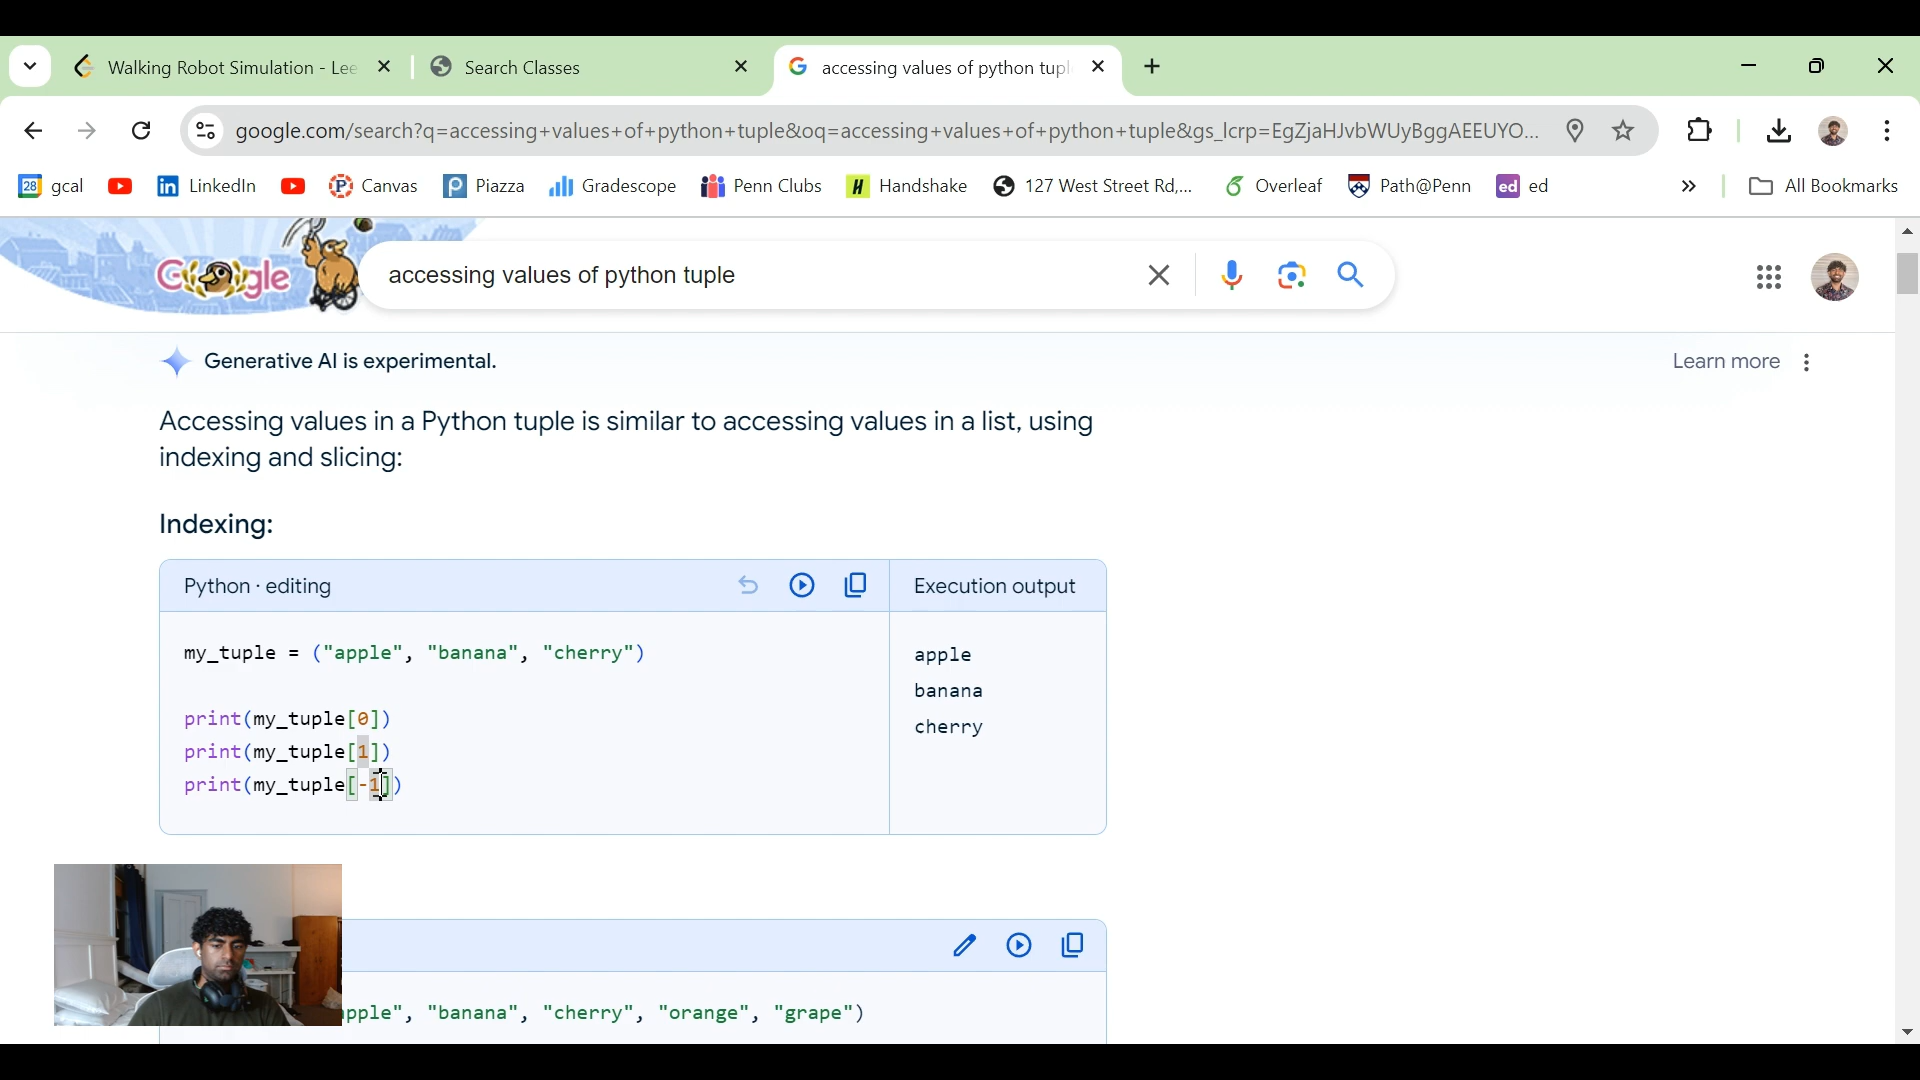 Walking Robot Simulation - Lee
Search Classes
accessing values of python tupl
google.com/search?q=accessing+values+of+python+tuple&oq=accessing+values+of+python+tuple&gs_lcrp=EgZjaHJvbWUyBggAEEUYO...
28 gcal
in LinkedIn
P Canvas
P Piazza
Gradescope
Penn Clubs
H Handshake
127 West Street Rd,...
Overleaf
Path@Penn
ed ed
All Bookmarks
Google
accessing values of python tuple
Generative AI is experimental.
Learn more
Accessing values in a Python tuple is similar to accessing values in a list, using
indexing and slicing:
Indexing:
Python · editing
Execution output
my_tuple = ("apple", "banana", "cherry")
print(my_tuple[0])
print(my_tuple[1])
print(my_tuple[-1])
apple
banana
cherry
pple", "banana", "cherry", "orange", "grape")